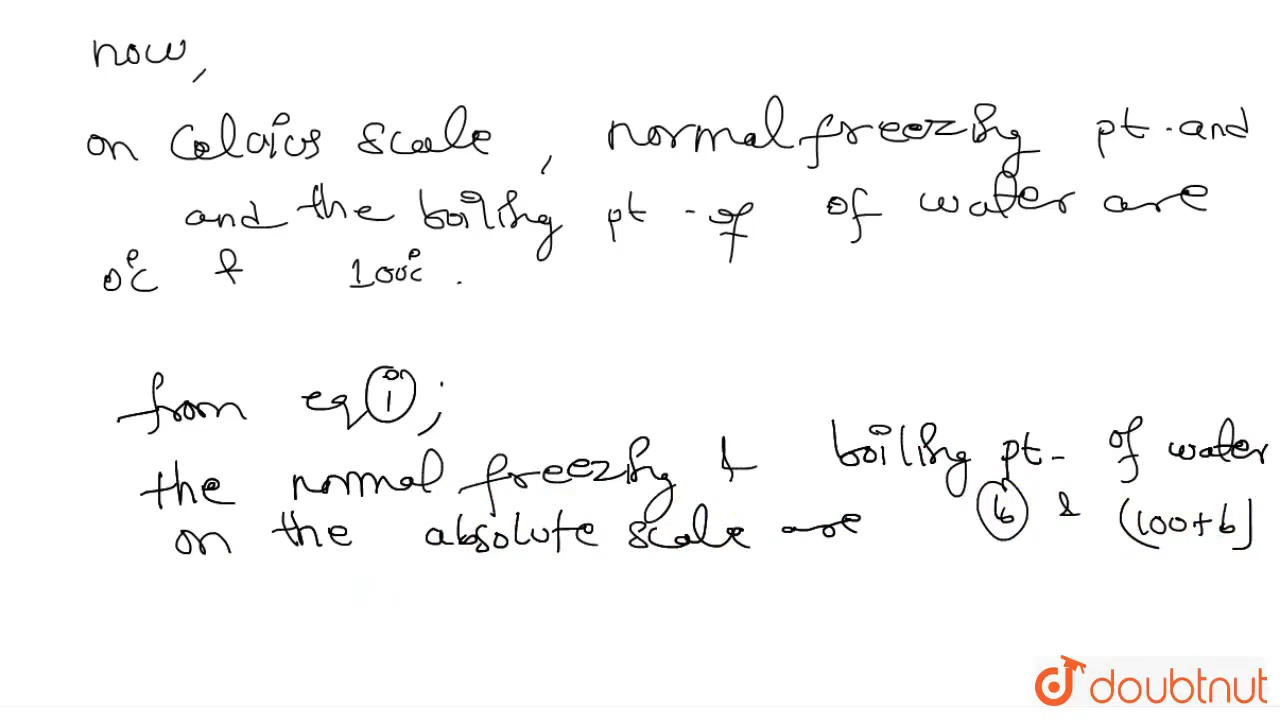 now,
on Celcius scale, normal freezing pt. and
and the boiling pt - of of water are
0°C & 100°C.
from eqⁿ 1;
the normal freezing & boiling pt - of water
on the absolute scale are b & (100+b)
doubtnut